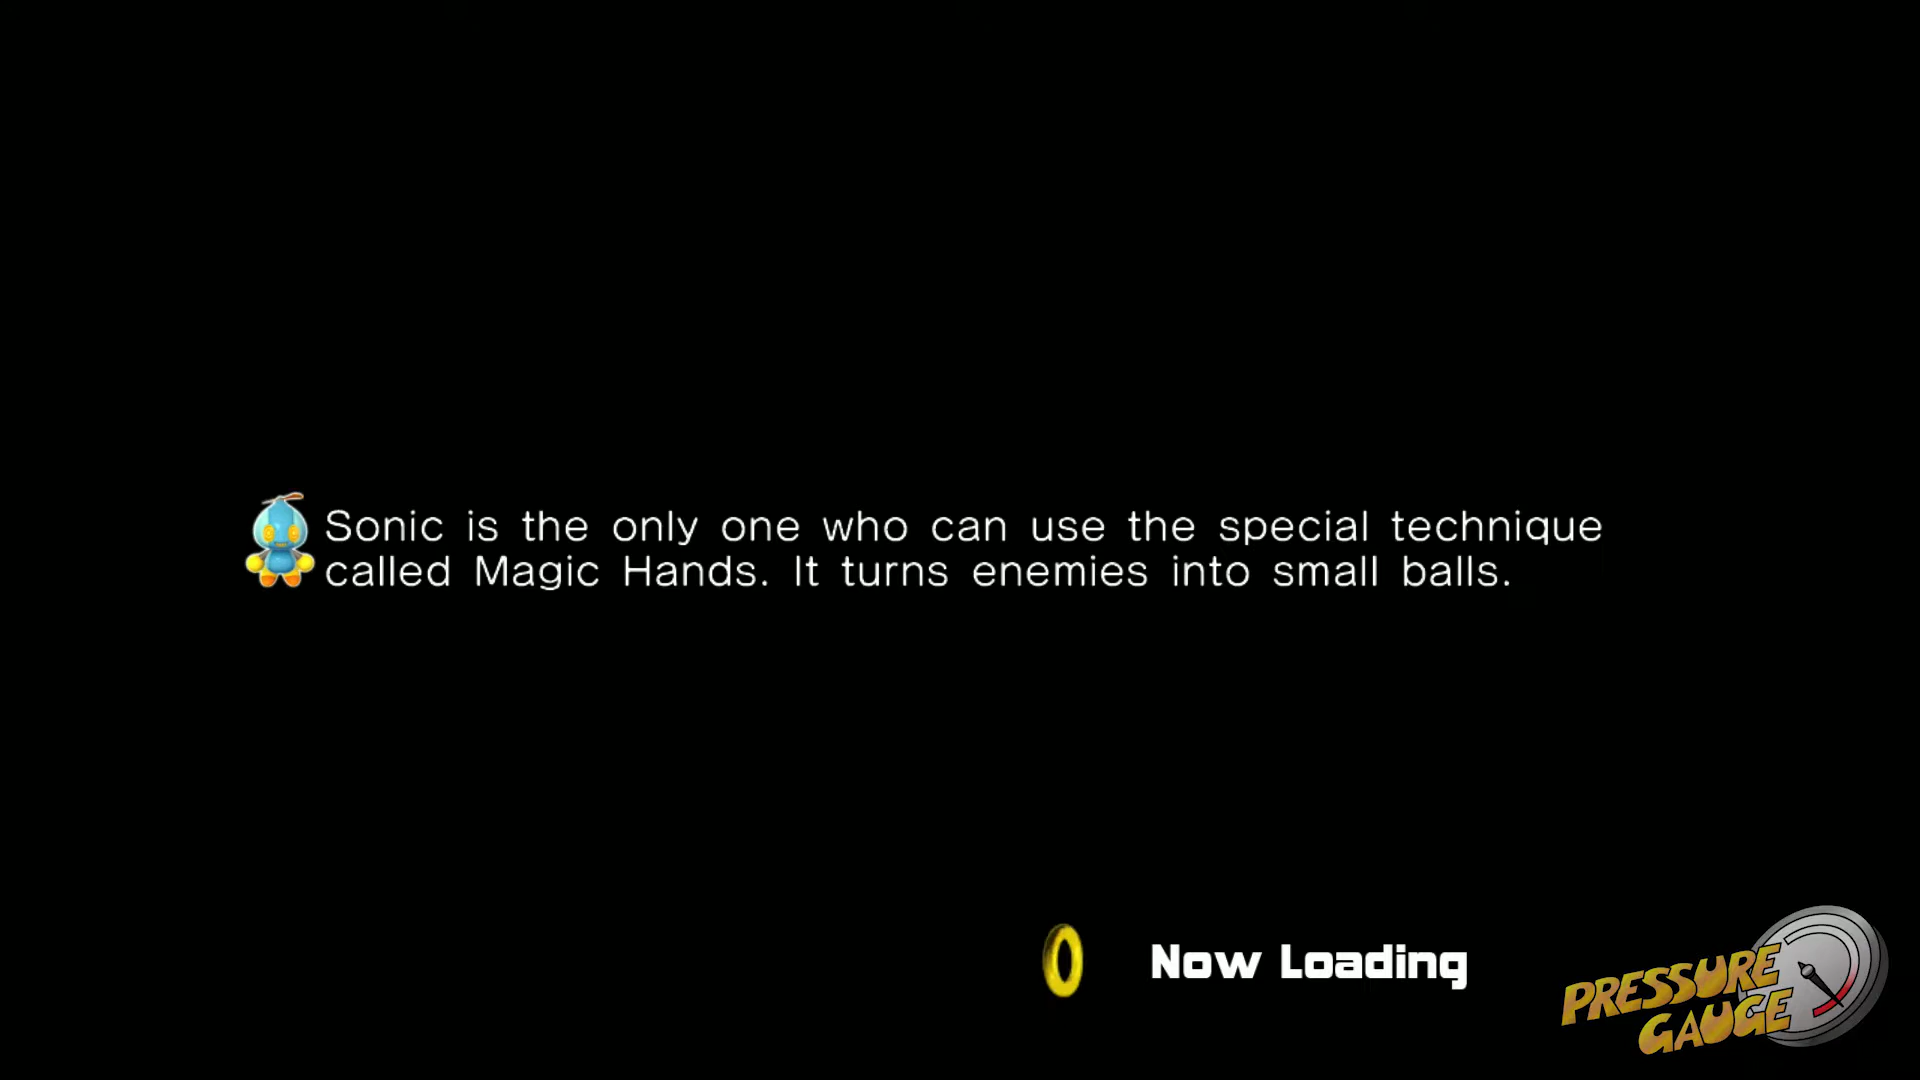 Sonic is the only one who can use the special technique
called Magic Hands. It turns enemies into small balls.
Now Loading
PRESSURE
GAUGE